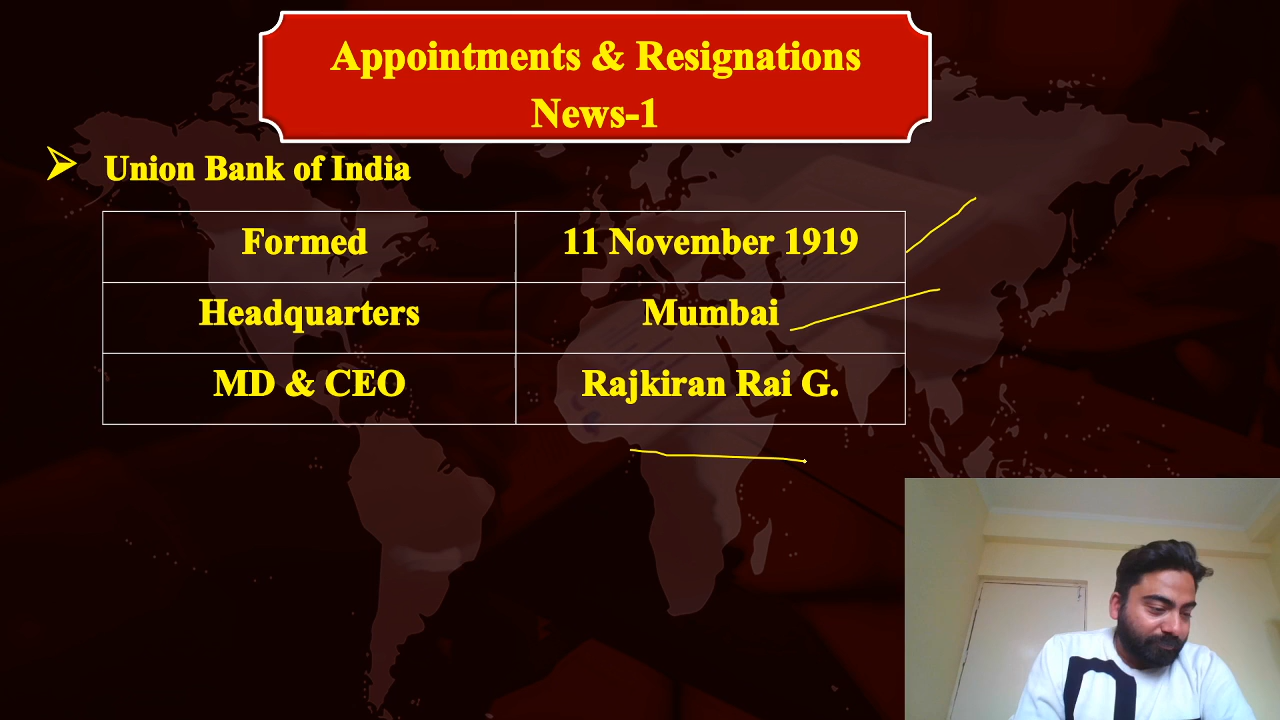 Appointments & Resignations
News-1
Union Bank of India
Formed 11 November 1919
Headquarters Mumbai
MD & CEO Rajkiran Rai G.